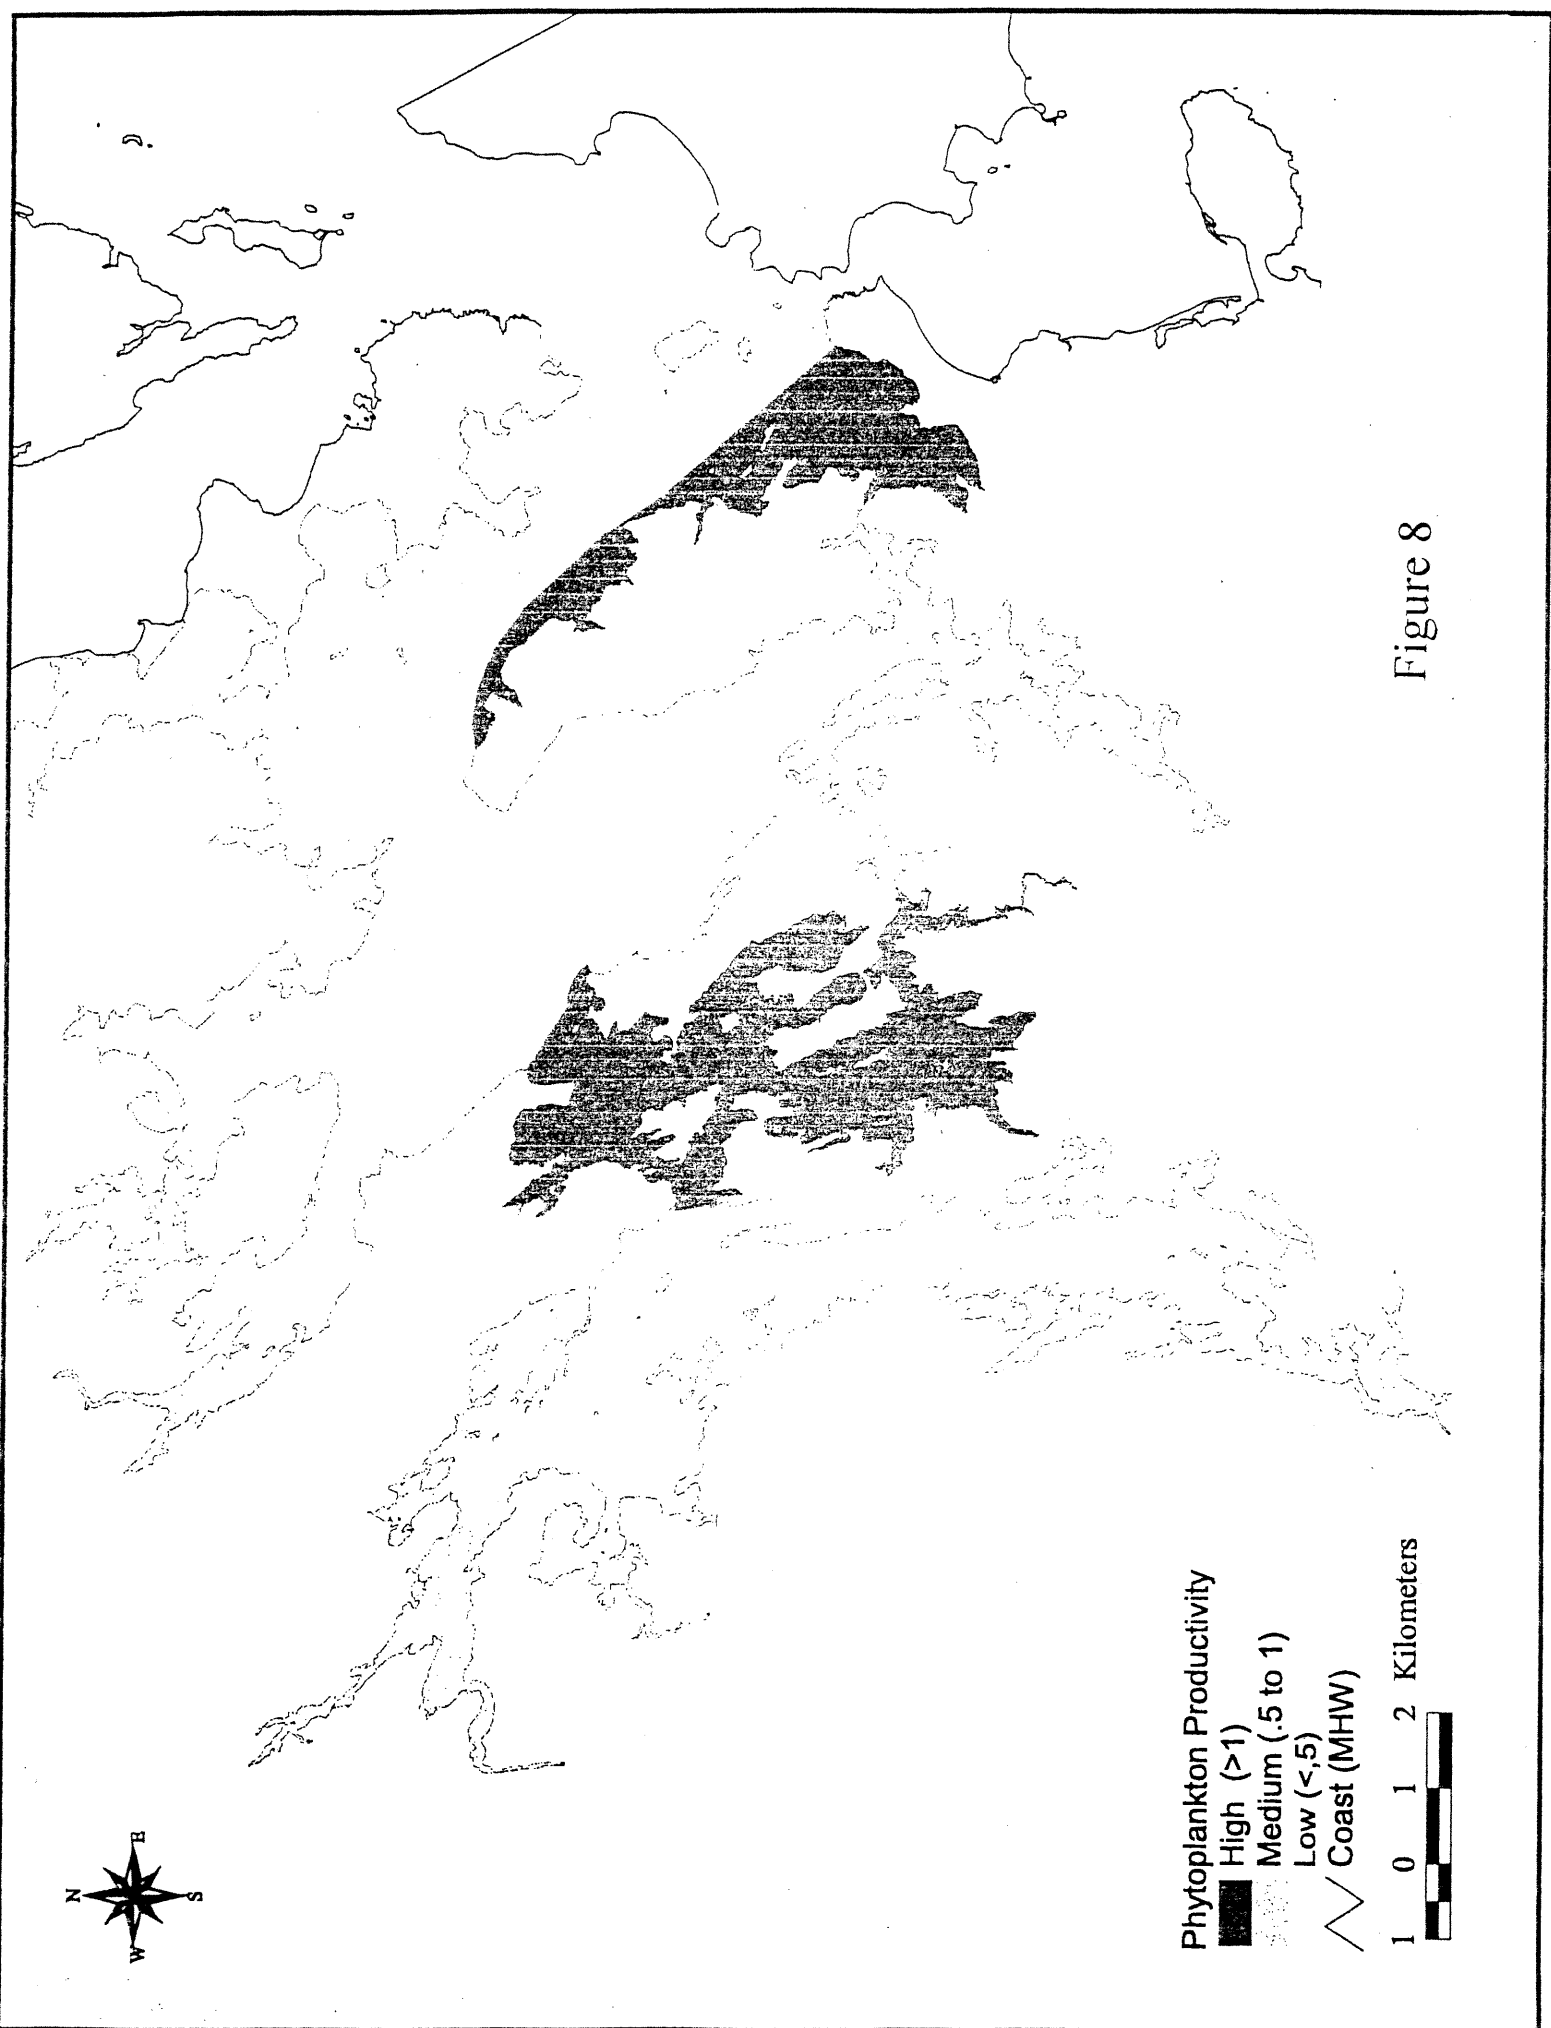 N
W
E
S
Phytoplankton Productivity
High (>1)
Medium (.5 to 1)
Low (<,5)
Coast (MHW)
1 0 1 2 Kilometers
Figure 8